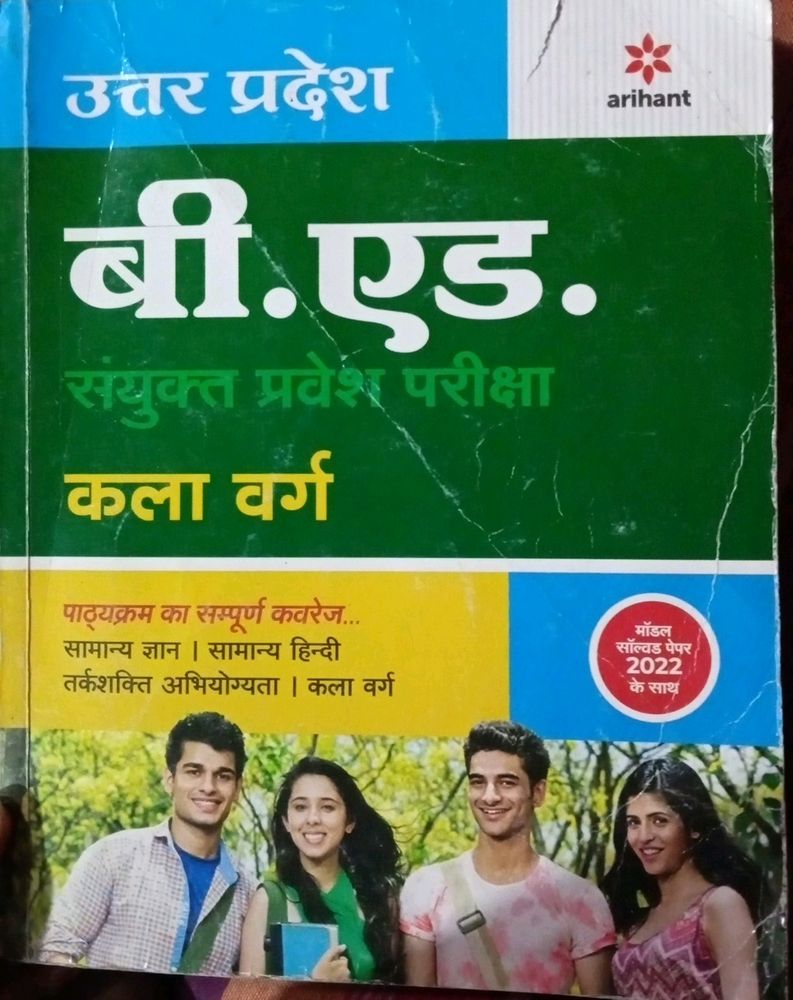 उत्तर प्रदेश
arihant
बी.एड.
संयुक्त प्रवेश परीक्षा
कला वर्ग
पाठ्यक्रम का सम्पूर्ण कवरेज...
सामान्य ज्ञान | सामान्य हिन्दी
तर्कशक्ति अभियोग्यता | कला वर्ग
मॉडल
सॉल्वड पेपर
2022
के साथ